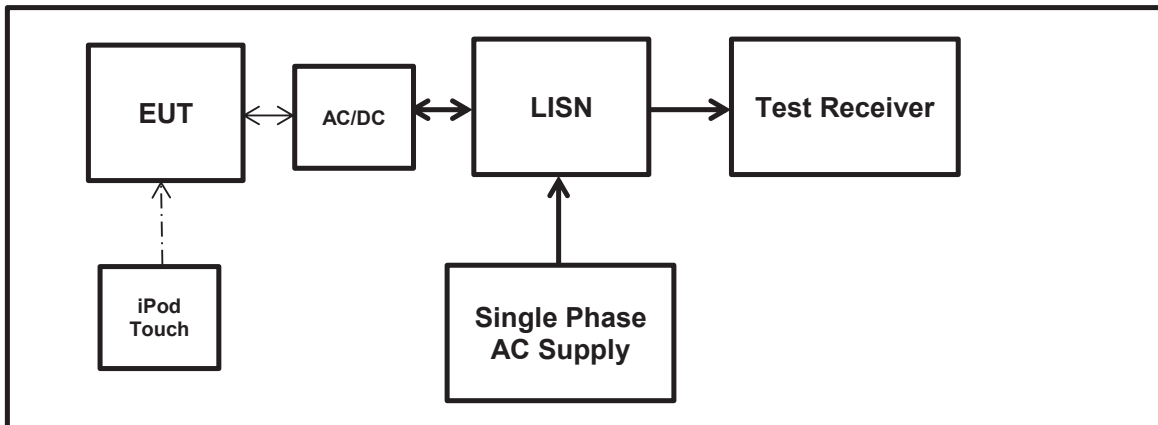 EUT
AC/DC
LISN
Test Receiver
iPod
Touch
Single Phase
AC Supply